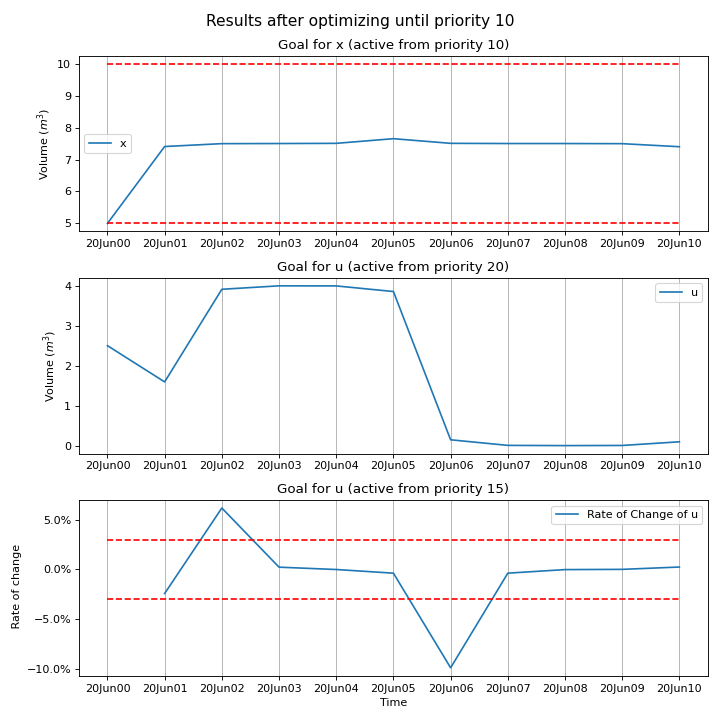 Results after optimizing until priority 10
Goal for x (active from priority 10)
10
9
8
7
6
5
Volume (m³)
x
20Jun00 20Jun01 20Jun02 20Jun03 20Jun04 20Jun05 20Jun06 20Jun07 20Jun08 20Jun09 20Jun10
Goal for u (active from priority 20)
4
3
2
1
0
Volume (m³)
u
20Jun00 20Jun01 20Jun02 20Jun03 20Jun04 20Jun05 20Jun06 20Jun07 20Jun08 20Jun09 20Jun10
Goal for u (active from priority 15)
5.0%
0.0%
−5.0%
−10.0%
Rate of change
Rate of Change of u
20Jun00 20Jun01 20Jun02 20Jun03 20Jun04 20Jun05 20Jun06 20Jun07 20Jun08 20Jun09 20Jun10
Time